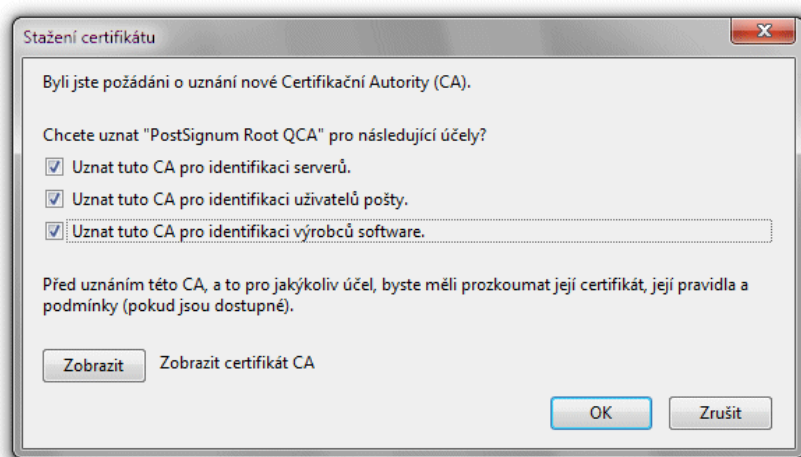 Stažení certifikátu
Byli jste požádáni o uznání nové Certifikační Autority (CA).
Chcete uznat "PostSignum Root QCA" pro následující účely?
Uznat tuto CA pro identifikaci serverů.
Uznat tuto CA pro identifikaci uživatelů pošty.
Uznat tuto CA pro identifikaci výrobců software.
Před uznáním této CA, a to pro jakýkoliv účel, byste měli prozkoumat její certifikát, její pravidla a
podmínky (pokud jsou dostupné).
Zobrazit Zobrazit certifikát CA
OK Zrušit